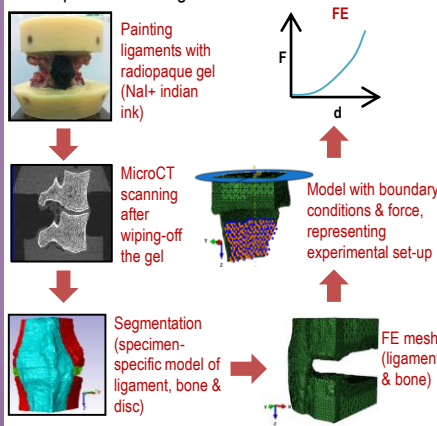 Painting
ligaments with
radiopaque gel
(NaI+ indian
ink)
MicroCT
scanning
after
wiping-off
the gel
Segmentation
(specimen-
specific model of
ligament, bone &
disc)
FE mesh
(ligament
& bone)
Model with boundary
conditions & force,
representing
experimental set-up
FE
F
d